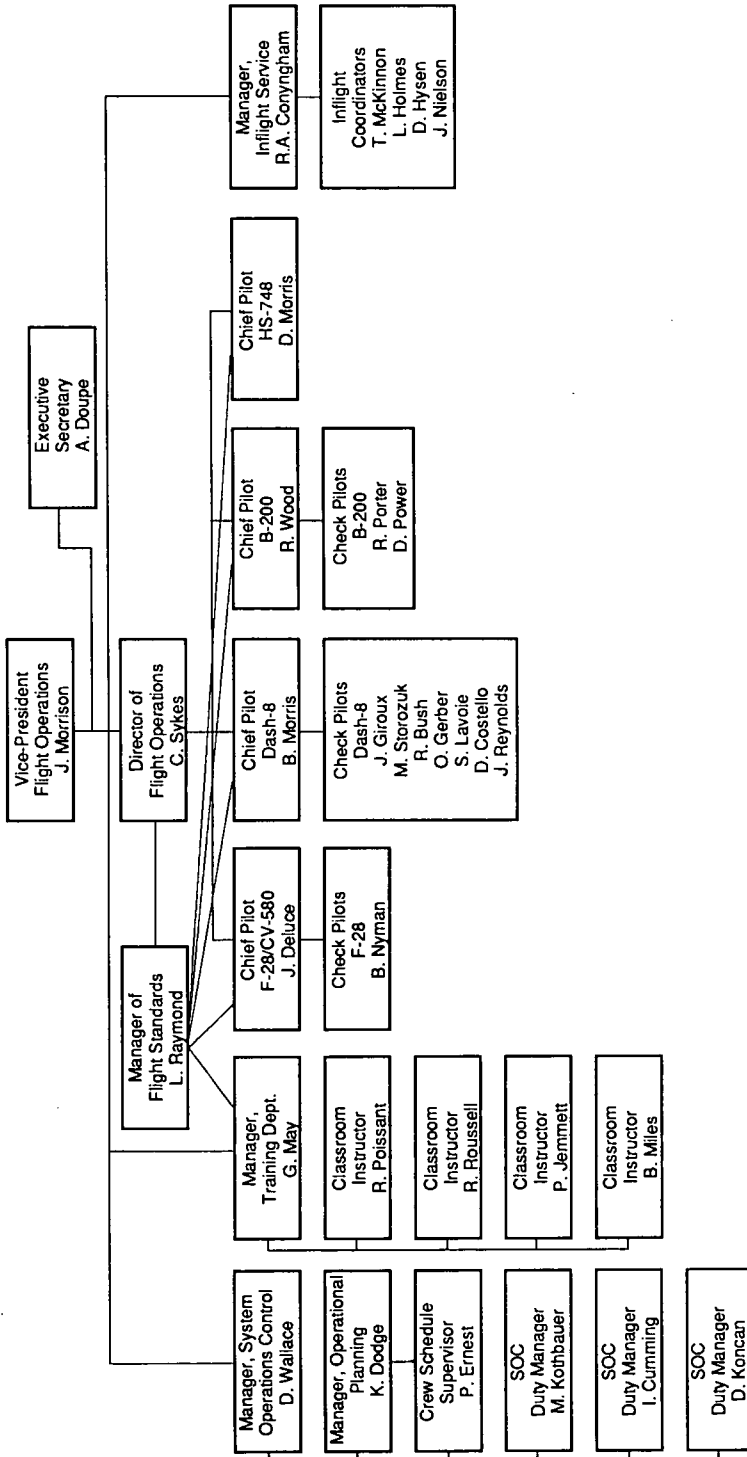 Vice-President
Flight Operations
J. Morrison
Executive
Secretary
A. Doupe
Manager of
Flight Standards
L. Raymond
Director of
Flight Operations
C. Sykes
Manager, System
Operations Control
D. Wallace
Manager,
Training Dept.
G. May
Chief Pilot
F-28/CV-580
J. Deluce
Chief Pilot
Dash-8
B. Morris
Chief Pilot
B-200
R. Wood
Chief Pilot
HS-748
D. Morris
Manager,
Inflight Service
R.A. Conyngham
Manager, Operational
Planning
K. Dodge
Classroom
Instructor
R. Poissant
Check Pilots
F-28
B. Nyman
Check Pilots
Dash-8
J. Giroux
M. Storozuk
R. Bush
O. Gerber
S. Lavoie
D. Costello
J. Reynolds
Check Pilots
B-200
R. Porter
D. Power
Inflight
Coordinators
T. McKinnon
L. Holmes
D. Hysen
J. Nielson
Crew Schedule
Supervisor
P. Ernest
Classroom
Instructor
R. Roussell
SOC
Duty Manager
M. Kothbauer
Classroom
Instructor
P. Jemmett
SOC
Duty Manager
I. Cumming
Classroom
Instructor
B. Miles
SOC
Duty Manager
D. Koncan